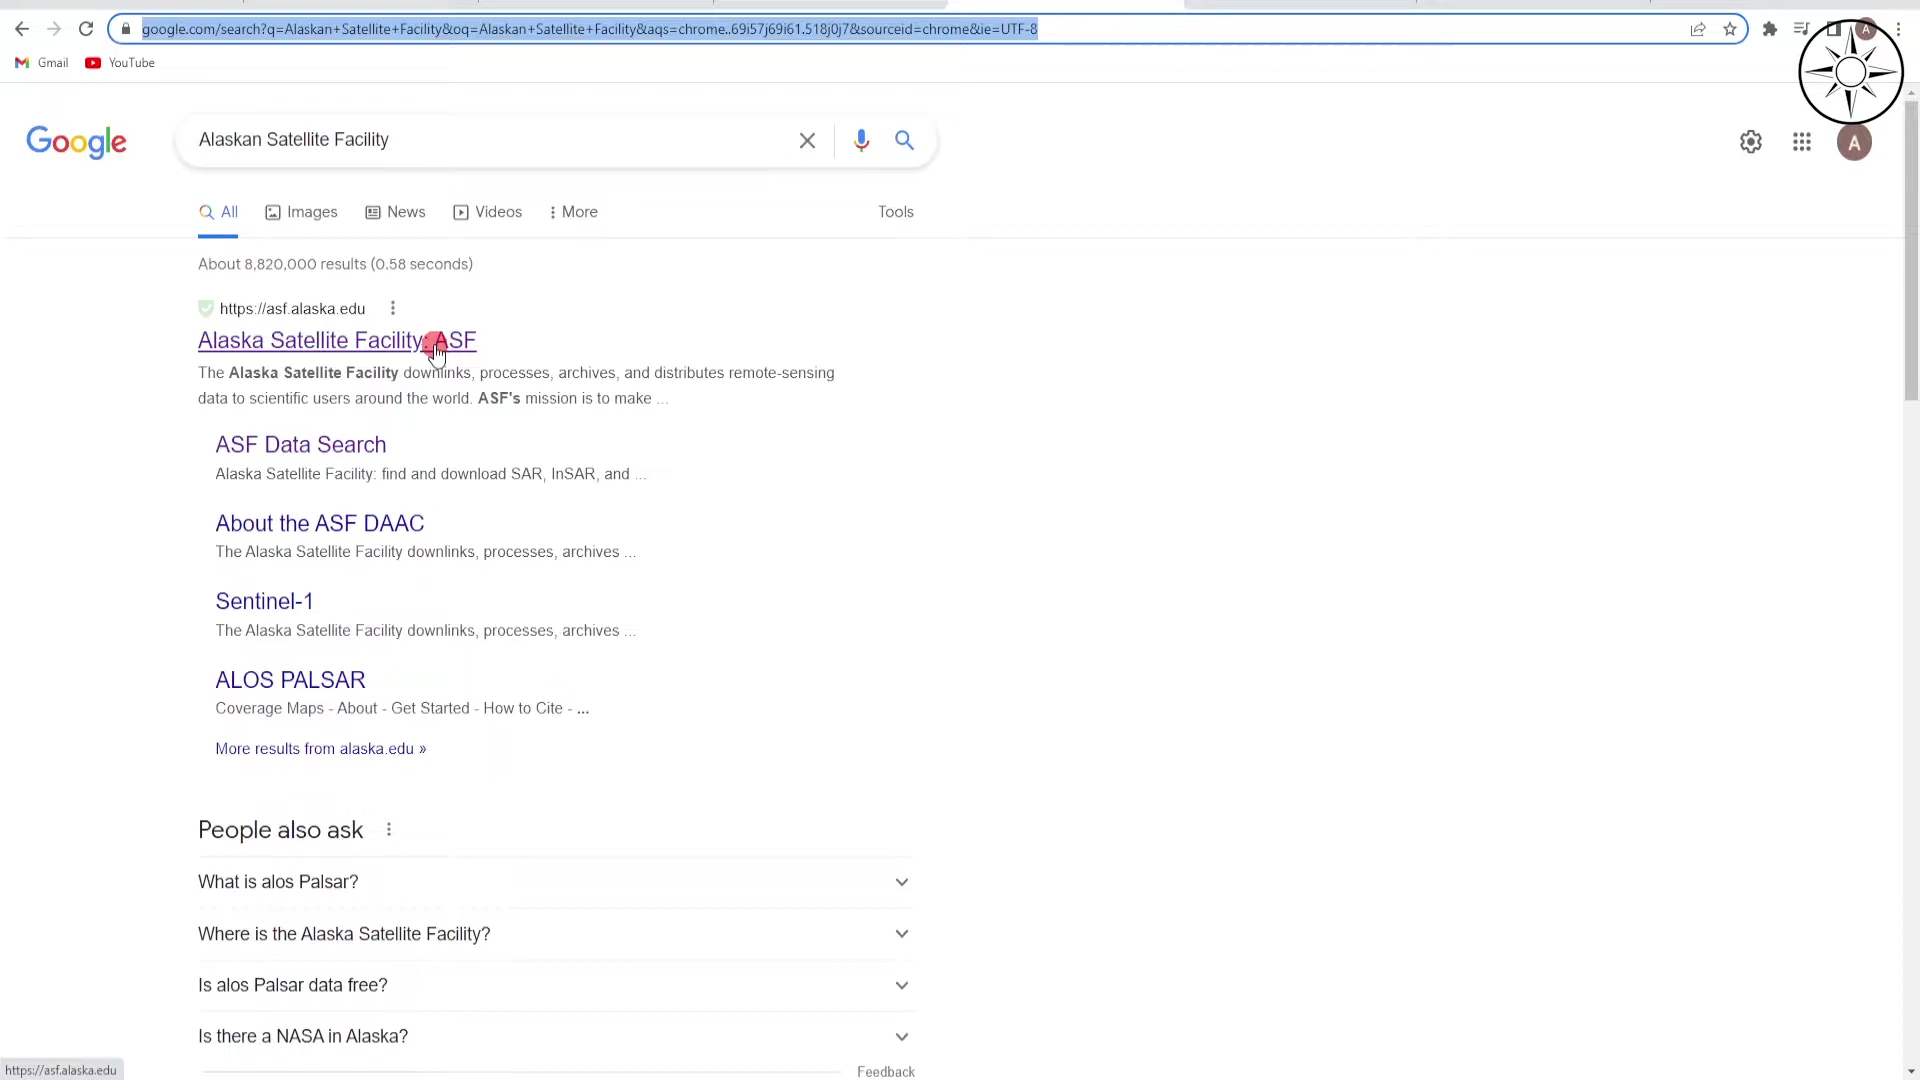 google.com/search?q=Alaskan+Satellite+Facility&oq=Alaskan+Satellite+Facility&aqs=chrome..69i57j69i61.518j0j7&sourceid=chrome&ie=UTF-8
A
Gmail
YouTube
Google
Alaskan Satellite Facility
A
All
Images
News
Videos
More
Tools
About 8,820,000 results (0.58 seconds)
https://asf.alaska.edu
Alaska Satellite Facility: ASF
The Alaska Satellite Facility downlinks, processes, archives, and distributes remote-sensing
data to scientific users around the world. ASF's mission is to make ...
ASF Data Search
Alaska Satellite Facility: find and download SAR, InSAR, and ...
About the ASF DAAC
The Alaska Satellite Facility downlinks, processes, archives ...
Sentinel-1
The Alaska Satellite Facility downlinks, processes, archives ...
ALOS PALSAR
Coverage Maps - About - Get Started - How to Cite - ...
More results from alaska.edu »
People also ask
What is alos Palsar?
Where is the Alaska Satellite Facility?
Is alos Palsar data free?
Is there a NASA in Alaska?
Feedback
https://asf.alaska.edu